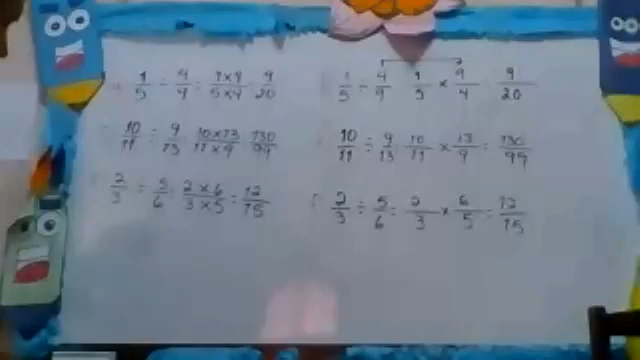 1/5 ÷ 4/9 = 1×9/5×4 = 9/20
10/11 ÷ 9/13 = 10×13/11×9 = 130/99
2/3 ÷ 5/6 = 2×6/3×5 = 12/15
1/5 ÷ 4/9 = 1/5 × 9/4 = 9/20
10/11 ÷ 9/13 = 10/11 × 13/9 = 130/99
2/3 ÷ 5/6 = 2/3 × 6/5 = 12/15